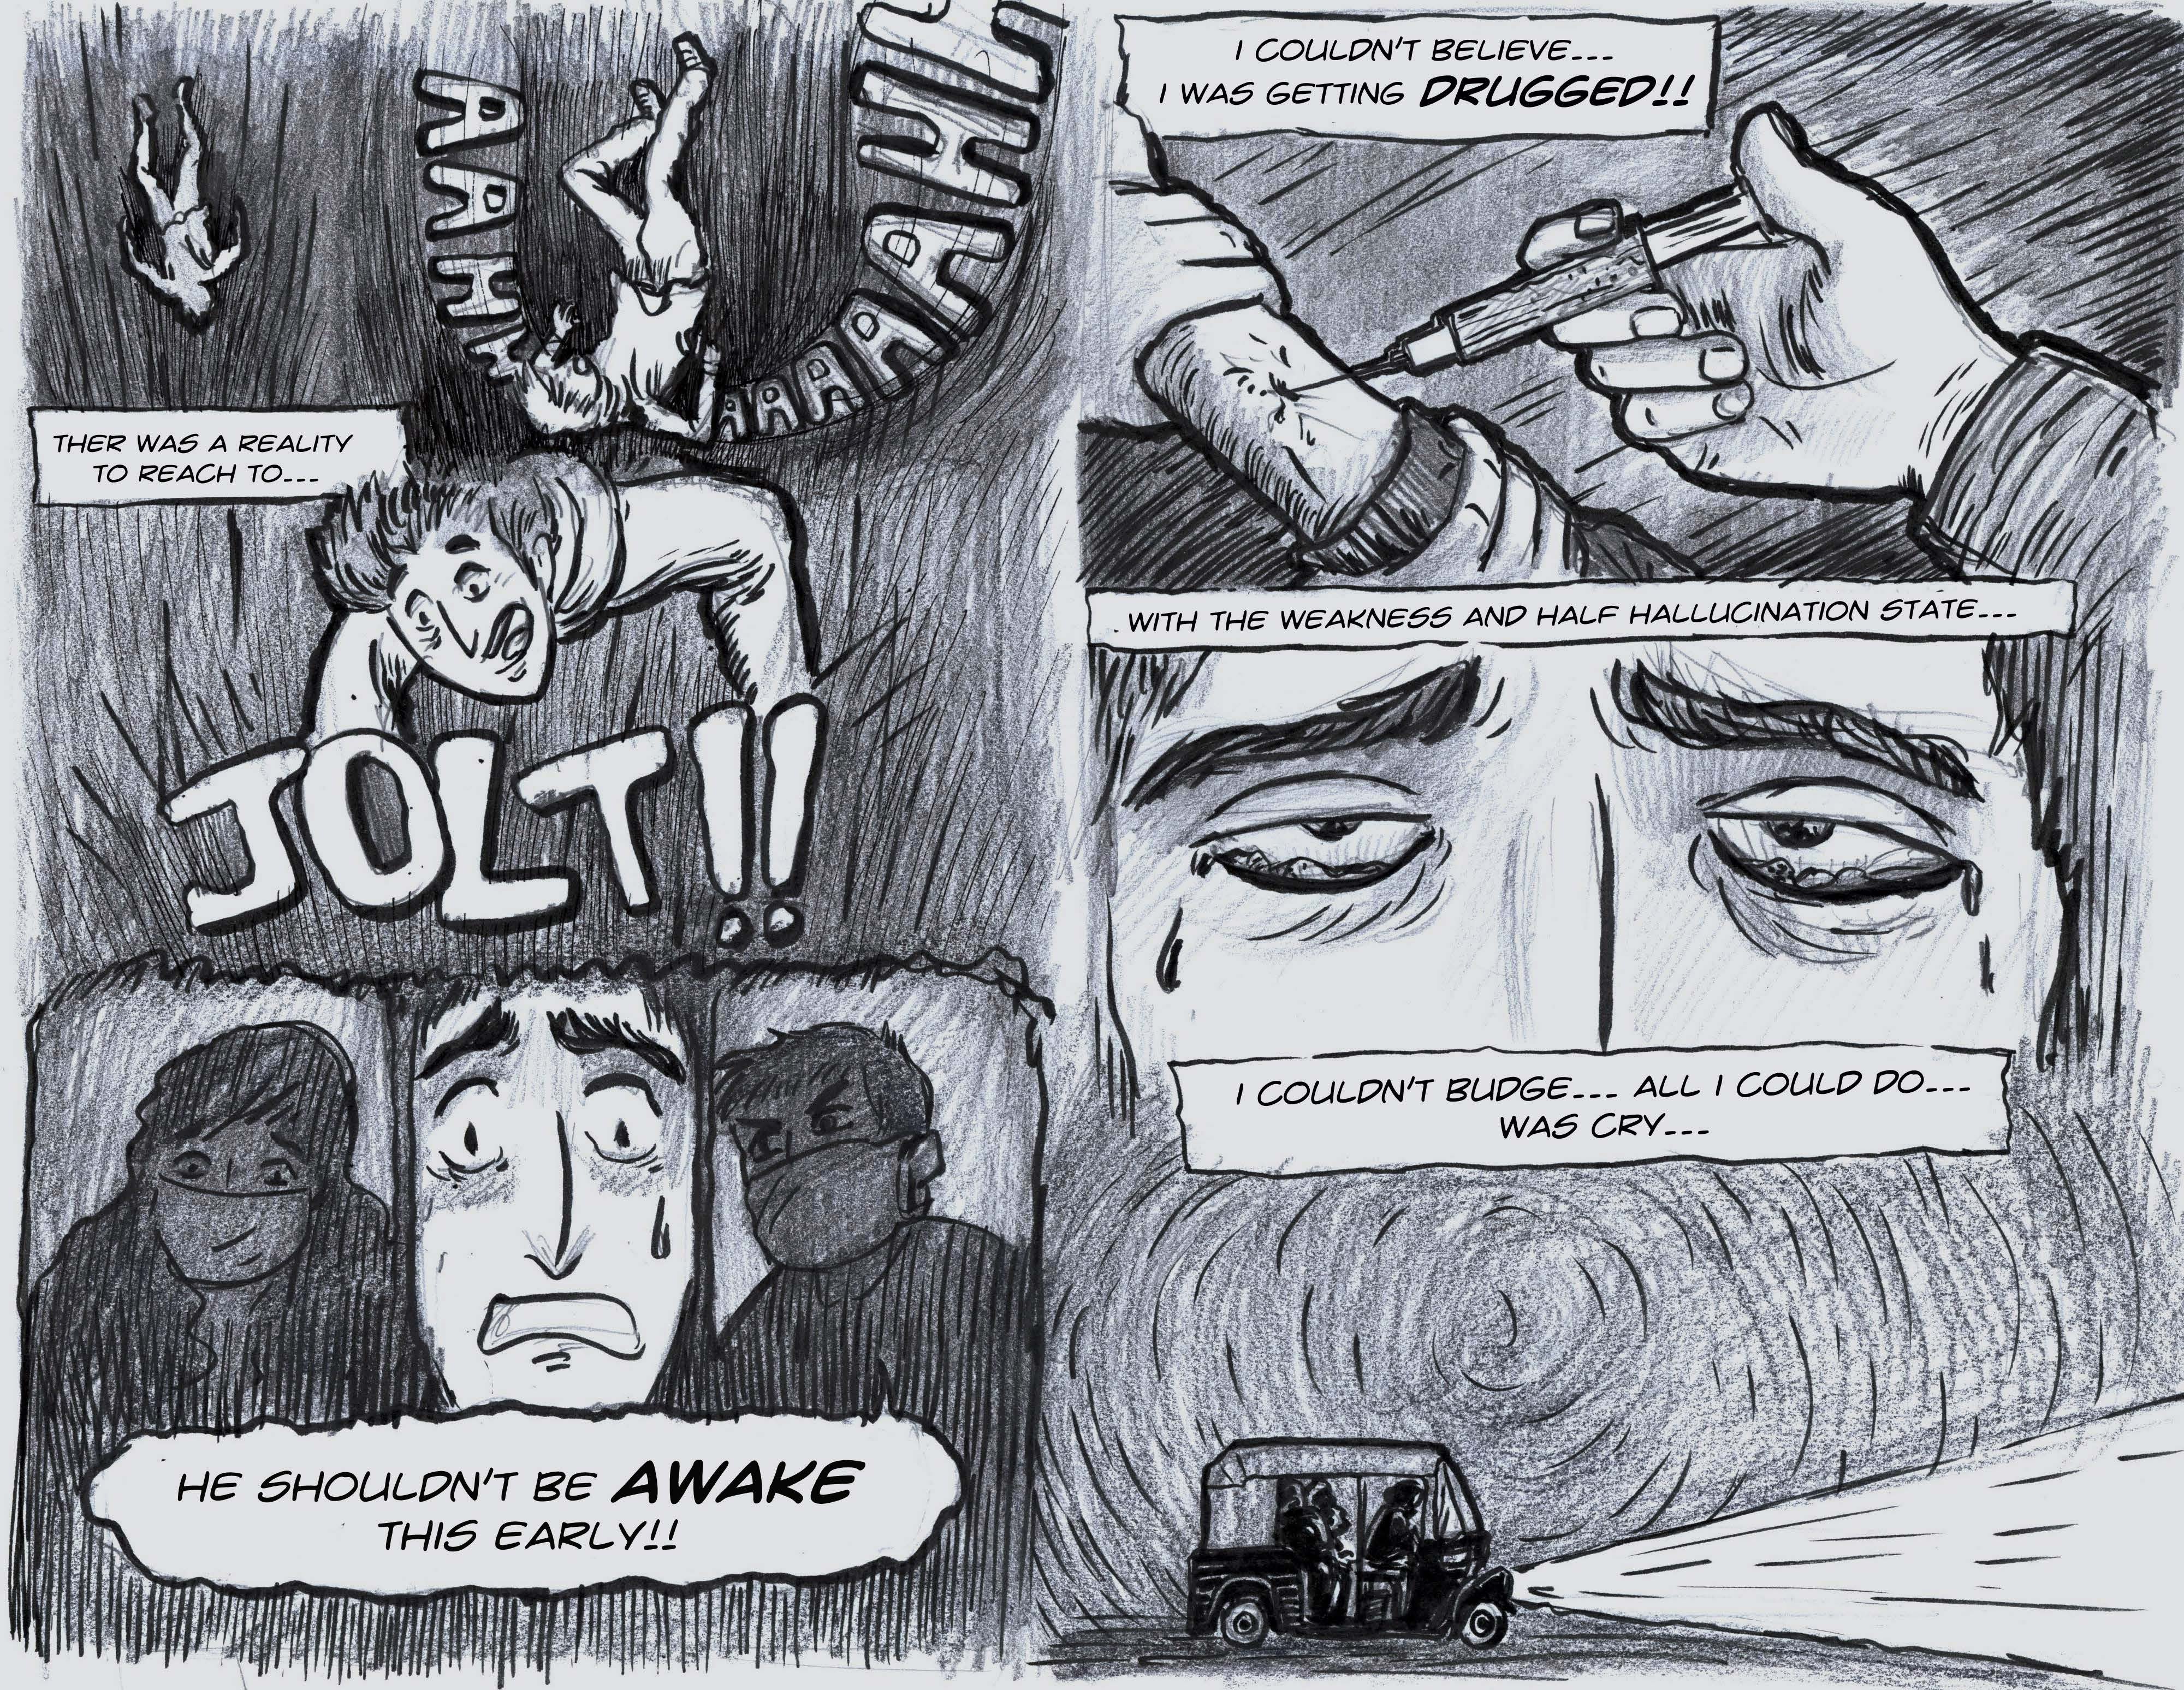 AAHH
AAAAAAHH
THER WAS A REALITY
TO REACH TO...
JOLT!!
HE SHOULDN'T BE AWAKE
THIS EARLY!!
I COULDN'T BELIEVE...
I WAS GETTING DRUGGED!!
WITH THE WEAKNESS AND HALF HALLUCINATION STATE...
I COULDN'T BUDGE... ALL I COULD DO...
WAS CRY...